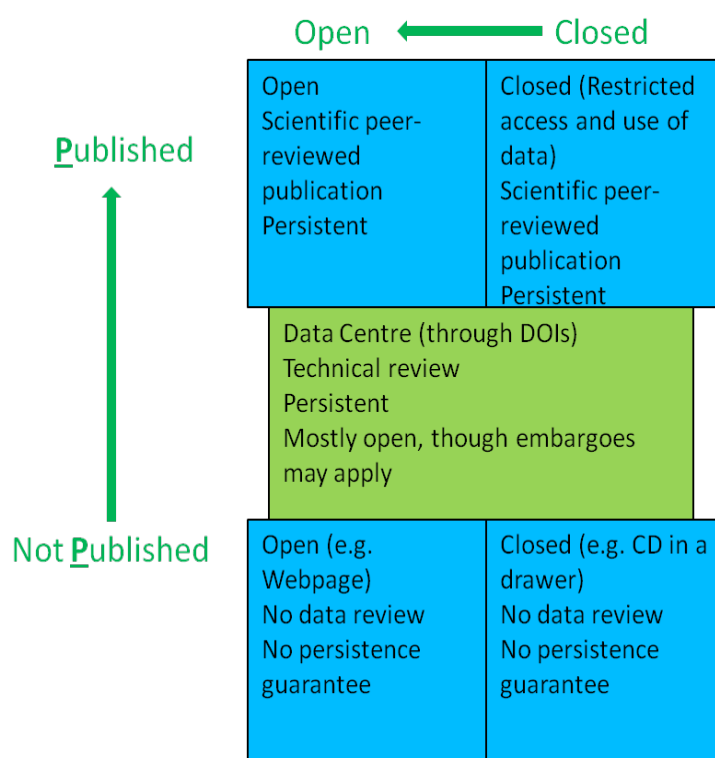 Open Closed
Published
Open
Scientific peer-
reviewed
publication
Persistent
Closed (Restricted
access and use of
data)
Scientific peer-
reviewed
publication
Persistent
Data Centre (through DOIs)
Technical review
Persistent
Mostly open, though embargoes
may apply
Not Published
Open (e.g.
Webpage)
No data review
No persistence
guarantee
Closed (e.g. CD in a
drawer)
No data review
No persistence
guarantee